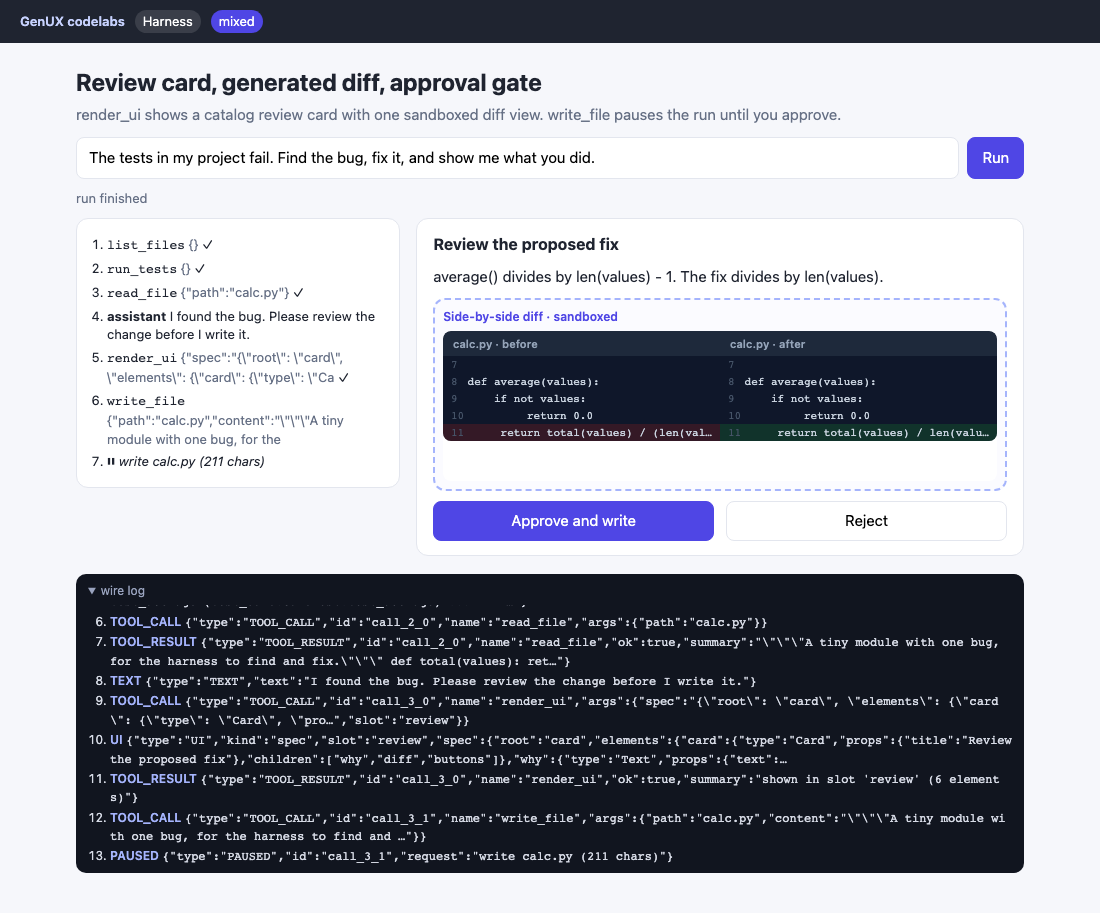 GenUX codelabs Harness mixed
Review card, generated diff, approval gate
render_ui shows a catalog review card with one sandboxed diff view. write_file pauses the run until you approve.
The tests in my project fail. Find the bug, fix it, and show me what you did.
Run
run finished
1. list_files {} ✓
2. run_tests {} ✓
3. read_file {"path":"calc.py"} ✓
4. assistant I found the bug. Please review the
change before I write it.
5. render_ui {"spec":"{\"root\": \"card\",
\"elements\": {\"card\": {\"type\": \"Ca ✓
6. write_file
{"path":"calc.py","content":"\"\"\"A tiny
module with one bug, for the
7. ⏸ write calc.py (211 chars)
Review the proposed fix
average() divides by len(values) - 1. The fix divides by len(values).
Side-by-side diff · sandboxed
calc.py · before
7
8 def average(values):
9 if not values:
10 return 0.0
11 return total(values) / (len(val…
calc.py · after
7
8 def average(values):
9 if not values:
10 return 0.0
11 return total(values) / len(valu…
Approve and write
Reject
▼ wire log
6. TOOL_CALL {"type":"TOOL_CALL","id":"call_2_0","name":"read_file","args":{"path":"calc.py"}}
7. TOOL_RESULT {"type":"TOOL_RESULT","id":"call_2_0","name":"read_file","ok":true,"summary":"\"\"\"A tiny module with one bug,
for the harness to find and fix.\"\"\" def total(values): ret…"}
8. TEXT {"type":"TEXT","text":"I found the bug. Please review the change before I write it."}
9. TOOL_CALL {"type":"TOOL_CALL","id":"call_3_0","name":"render_ui","args":{"spec":"{\"root\": \"card\", \"elements\": {\"card
\": {\"type\": \"Card\", \"pro…","slot":"review"}}
10. UI {"type":"UI","kind":"spec","slot":"review","spec":{"root":"card","elements":{"card":{"type":"Card","props":{"title":"Review
the proposed fix"},"children":["why","diff","buttons"]},"why":{"type":"Text","props":{"text":…
11. TOOL_RESULT {"type":"TOOL_RESULT","id":"call_3_0","name":"render_ui","ok":true,"summary":"shown in slot 'review' (6 element
s)"}
12. TOOL_CALL {"type":"TOOL_CALL","id":"call_3_1","name":"write_file","args":{"path":"calc.py","content":"\"\"\"A tiny module wi
th one bug, for the harness to find and …"}}
13. PAUSED {"type":"PAUSED","id":"call_3_1","request":"write calc.py (211 chars)"}